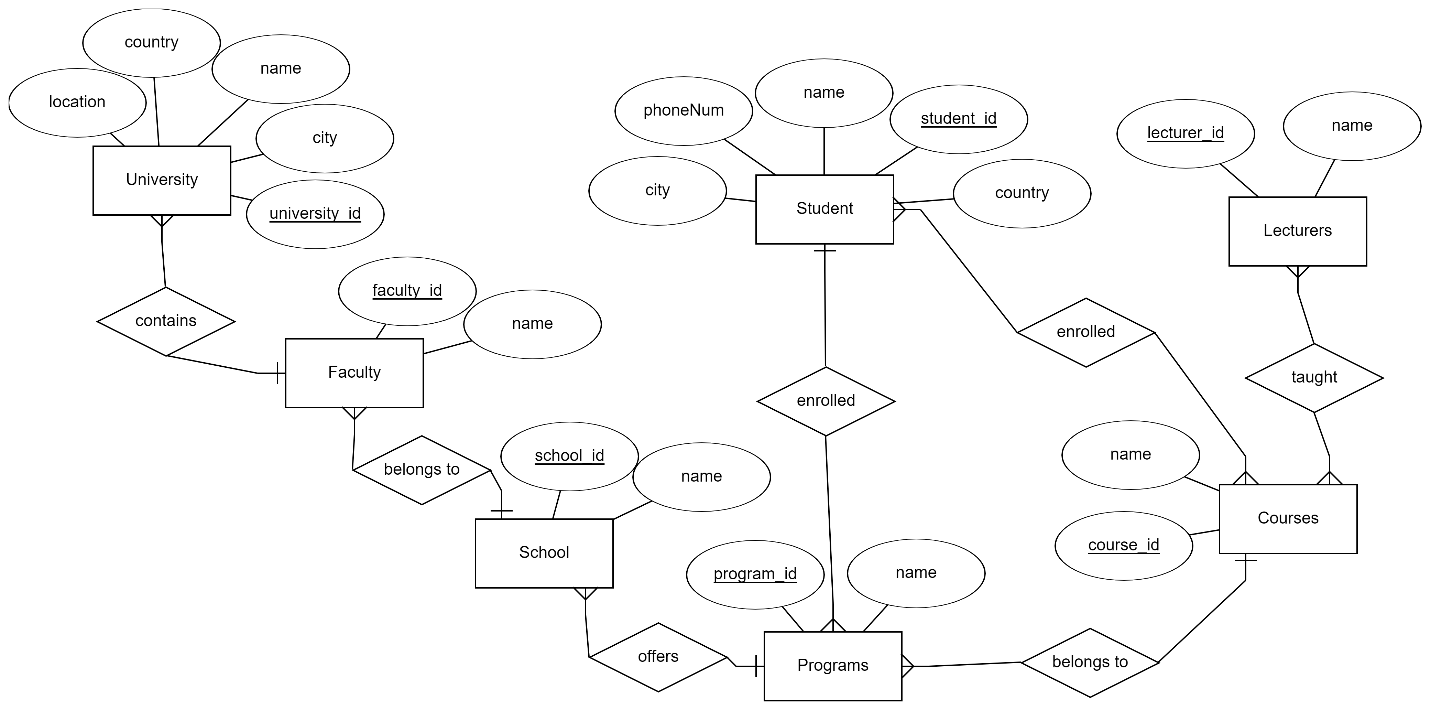 country
name
location
city
University
university_id
contains
faculty_id
name
Faculty
belongs to
school_id
name
School
offers
phoneNum
name
student_id
city
country
Student
enrolled
enrolled
program_id
name
Programs
belongs to
lecturer_id
name
Lecturers
taught
name
course_id
Courses